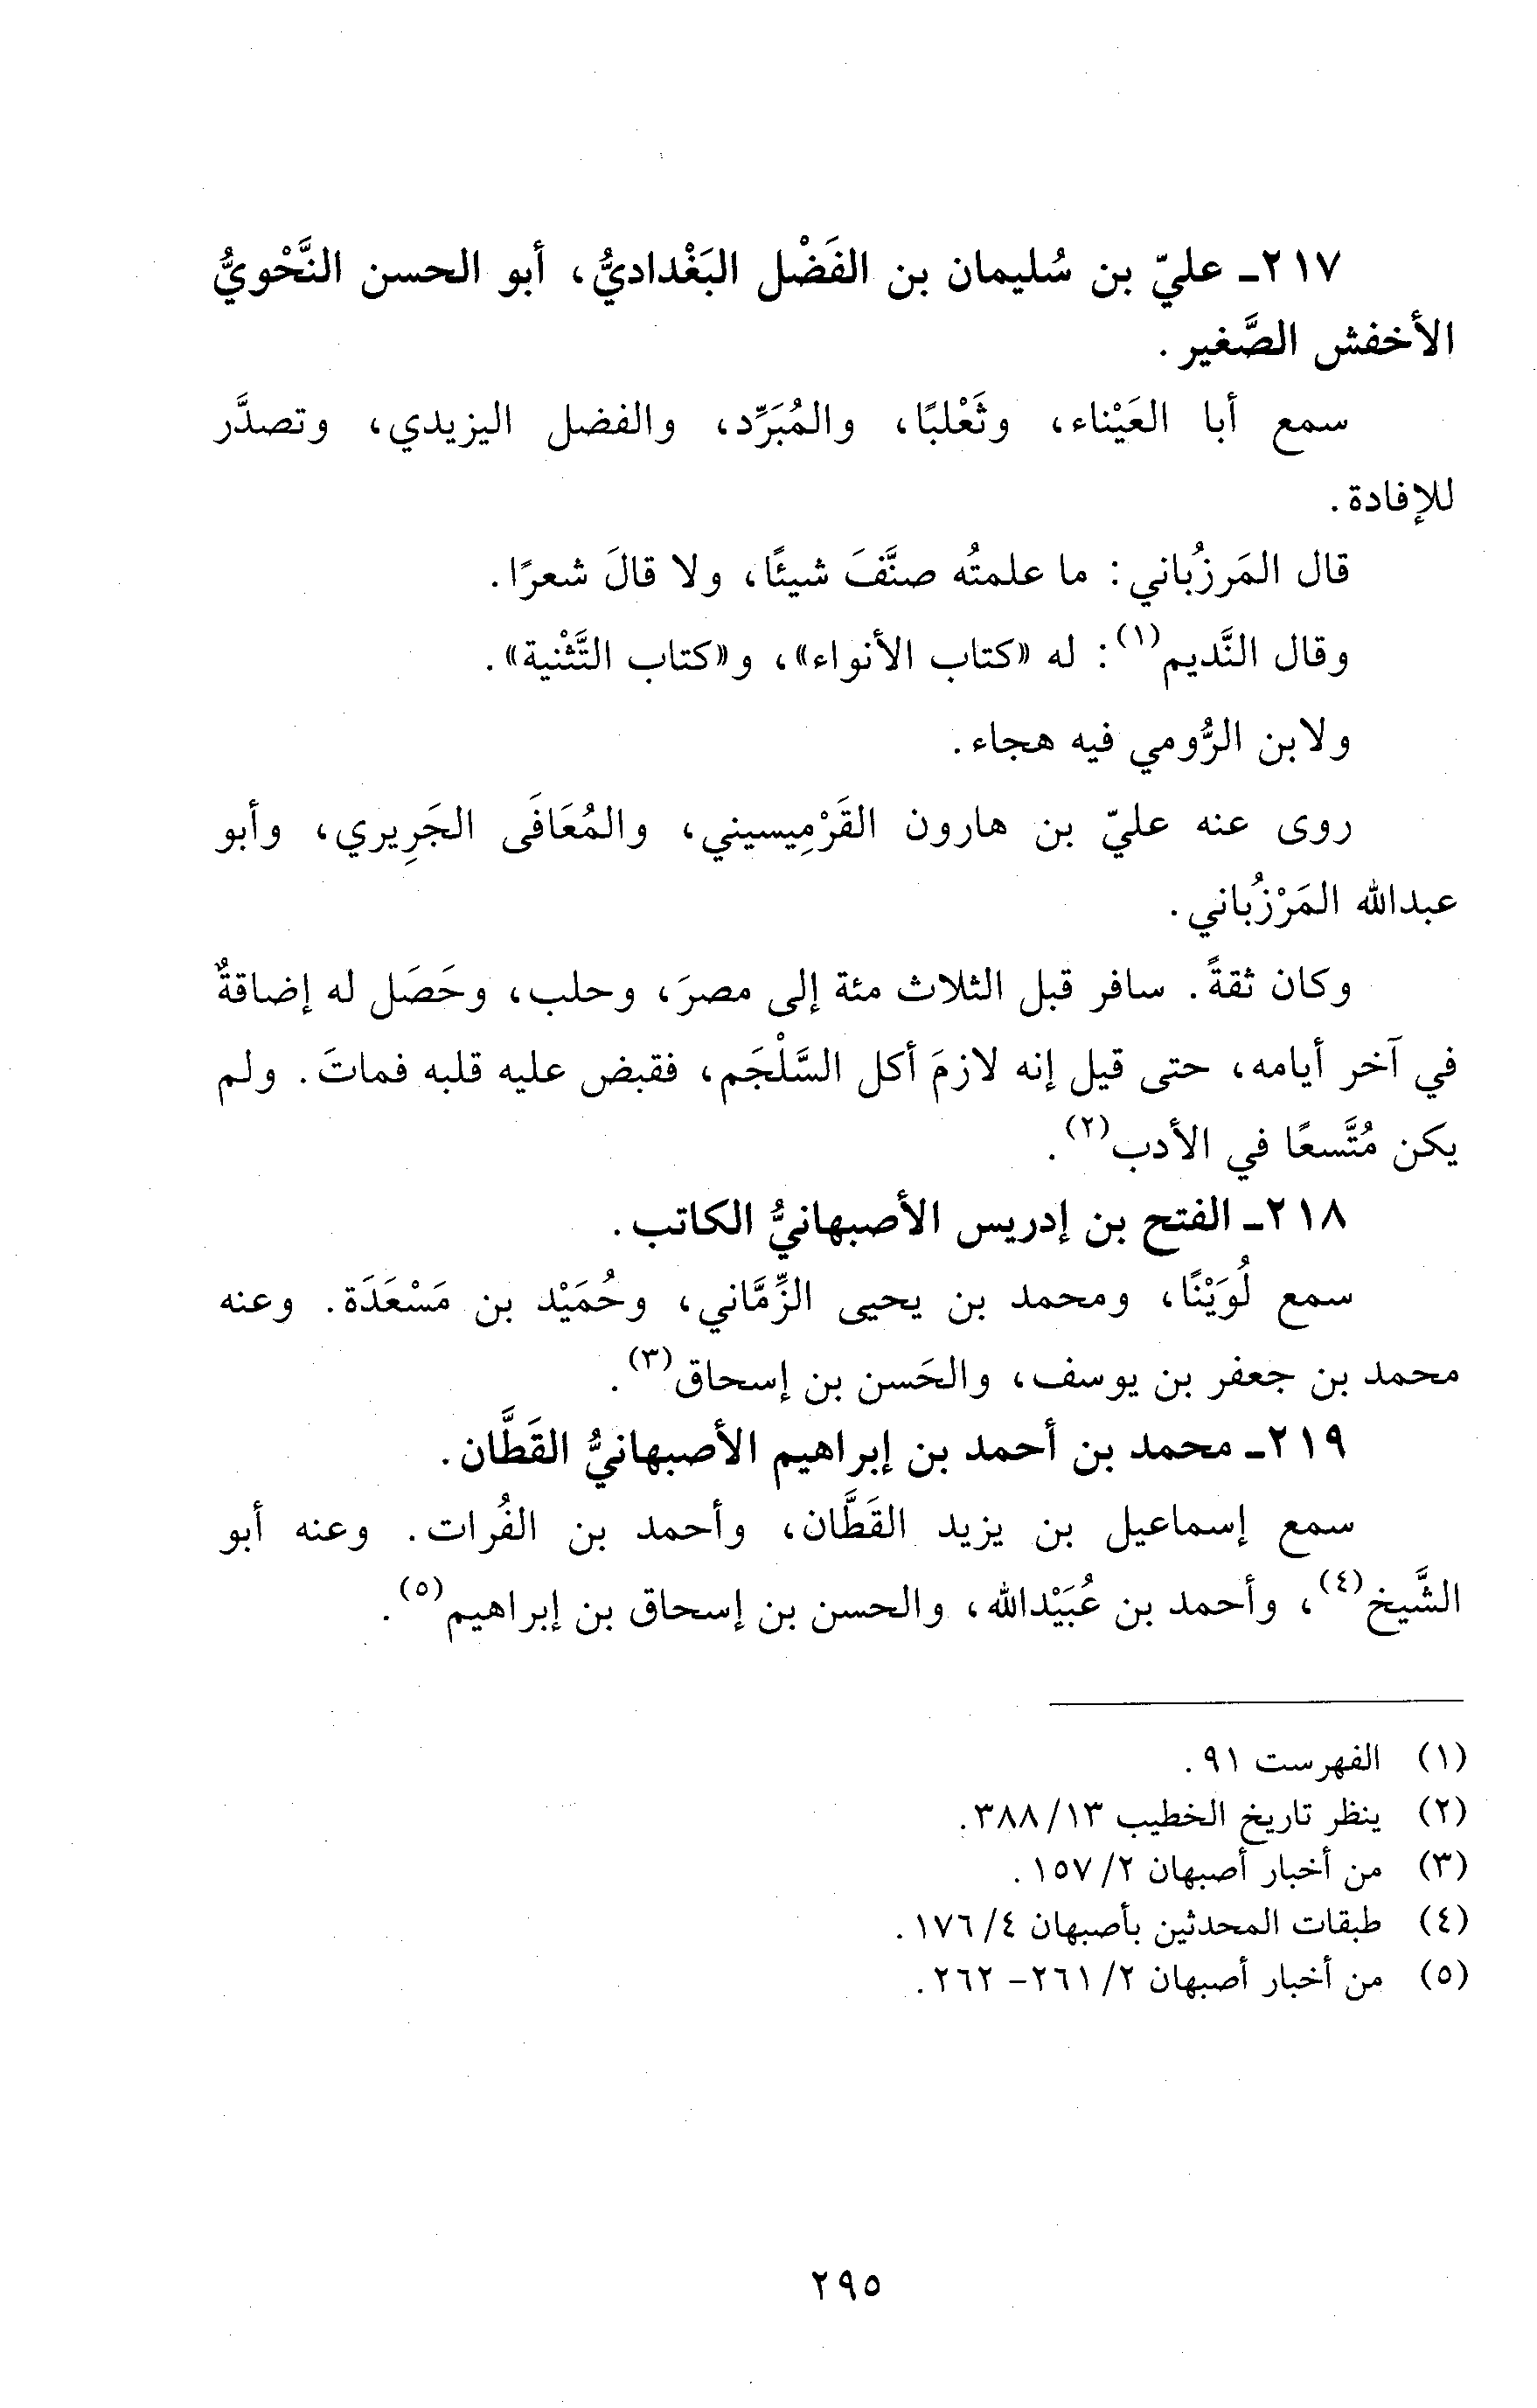 ٢١٧ـ عليّ بن سُليمان بن الفَضْل البَغْداديُّ، أبو الحسن النَّحْويُّ
الأخفش الصَّغير.
سمع أبا العَيْناء، وثَعْلبًا، والمُبَرِّد، والفضل اليزيدي، وتصدَّر
للإفادة.
قال المَرزُباني: ما علمتُه صنَّفَ شيئًا، ولا قالَ شعرًا.
وقال النَّديم(١): له «كتاب الأنواء»، و«كتاب التَّثْنية».
ولابن الرُّومي فيه هجاء.
روى عنه عليّ بن هارون القَرْمِيسيني، والمُعَافَى الجَرِيري، وأبو
عبدالله المَرْزُباني.
وكان ثقةً. سافر قبل الثلاث مئة إلى مصرَ، وحلب، وحَصَل له إضاقةٌ
في آخر أيامه، حتى قيل إنه لازمَ أكل السَّلْجَم، فقبض عليه قلبه فماتَ. ولم
يكن مُتَّسعًا في الأدب(٢).
٢١٨ـ الفتح بن إدريس الأصبهانيُّ الكاتب.
سمع لُوَيْنًا، ومحمد بن يحيى الزِّمَّاني، وحُمَيْد بن مَسْعَدَة. وعنه
محمد بن جعفر بن يوسف، والحَسن بن إسحاق(٣).
٢١٩ـ محمد بن أحمد بن إبراهيم الأصبهانيُّ القَطَّان.
سمع إسماعيل بن يزيد القَطَّان، وأحمد بن الفُرات. وعنه أبو
الشَّيخ(٤)، وأحمد بن عُبَيْدالله، والحسن بن إسحاق بن إبراهيم(٥).
(١) الفهرست ٩١.
(٢) ينظر تاريخ الخطيب ١٣/ ٣٨٨.
(٣) من أخبار أصبهان ٢/ ١٥٧.
(٤) طبقات المحدثين بأصبهان ٤/ ١٧٦.
(٥) من أخبار أصبهان ٢/ ٢٦١- ٢٦٢.
٢٩٥